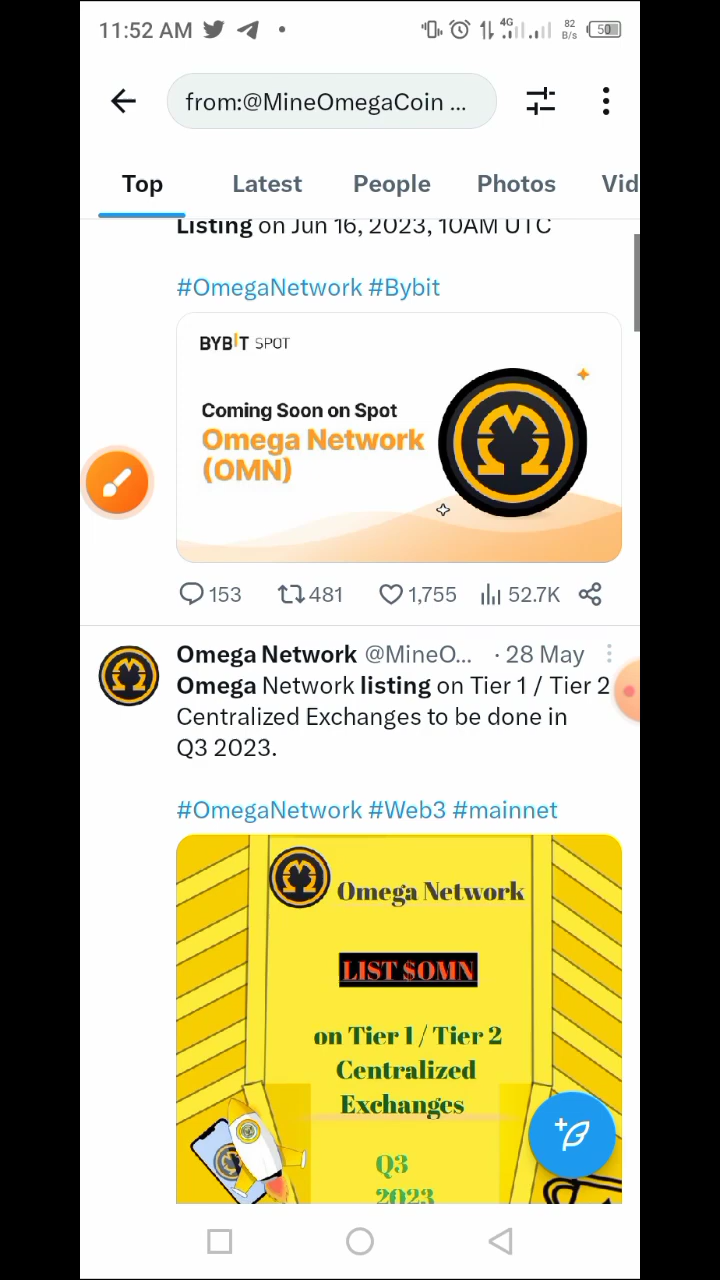 11:52 AM
4G
82
B/s
50
from:@MineOmegaCoin ...
Top
Latest
People
Photos
Vid
Listing on Jun 16, 2023, 10AM UTC
#OmegaNetwork #Bybit
BYBIT SPOT
Coming Soon on Spot
Omega Network
(OMN)
153
481
1,755
52.7K
Omega Network @MineO... · 28 May
Omega Network listing on Tier 1 / Tier 2
Centralized Exchanges to be done in
Q3 2023.
#OmegaNetwork #Web3 #mainnet
Omega Network
LIST $OMN
on Tier 1 / Tier 2
Centralized
Exchanges
Q3
2023